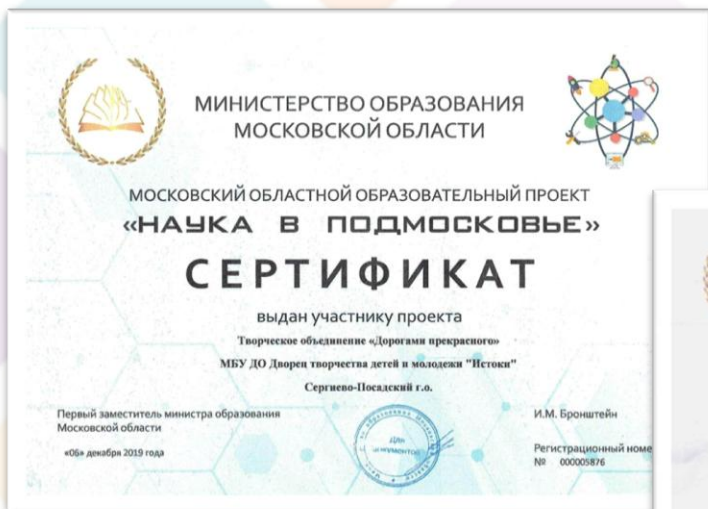 МИНИСТЕРСТВО ОБРАЗОВАНИЯ
МОСКОВСКОЙ ОБЛАСТИ
МОСКОВСКИЙ ОБЛАСТНОЙ ОБРАЗОВАТЕЛЬНЫЙ ПРОЕКТ
«НАУКА В ПОДМОСКОВЬЕ»
СЕРТИФИКАТ
выдан участнику проекта
Творческое объединение «Дорогами прекрасного»
МБУ ДО Дворец творчества детей и молодежи "Истоки"
Сергиево-Посадский г.о.
Первый заместитель министра образования
Московской области
И.М. Бронштейн
«06» декабря 2019 года
Регистрационный номе
№ 000005876
Для
документов